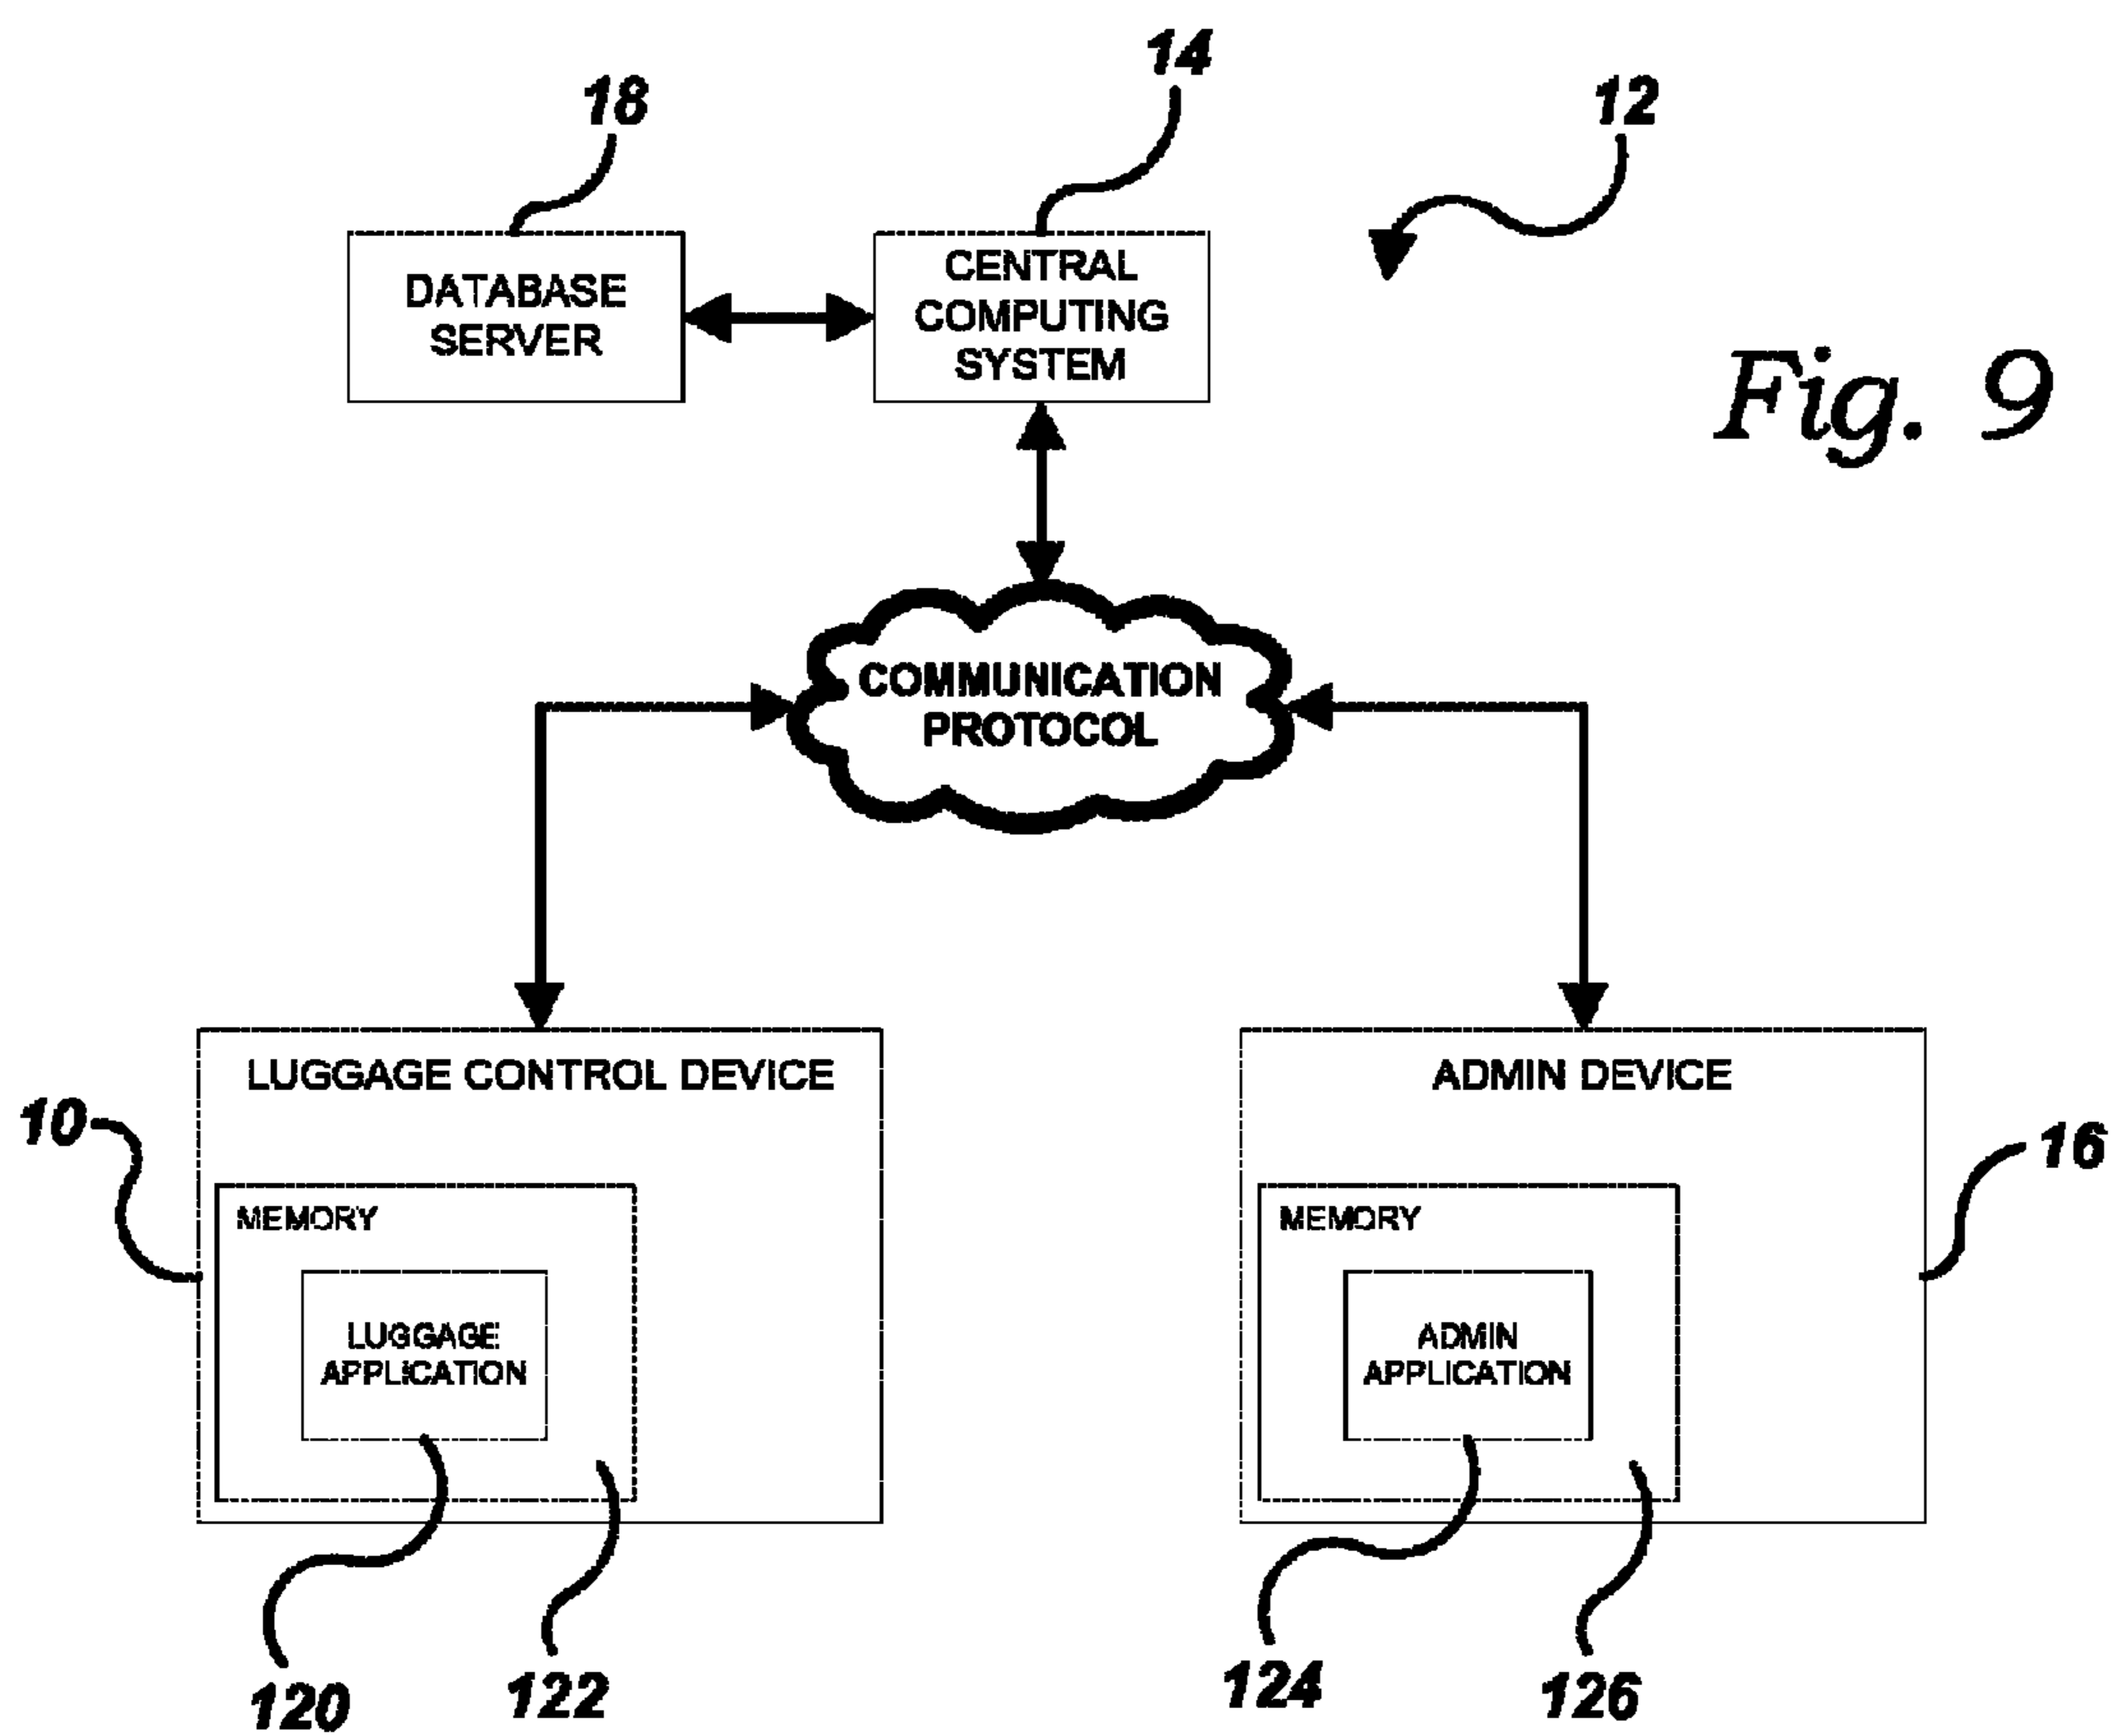 14
18
12
DATABASE
SERVER
CENTRAL
COMPUTING
SYSTEM
Fig. 9
COMMUNICATION
PROTOCOL
LUGGAGE CONTROL DEVICE
ADMIN DEVICE
10
16
MEMORY
MEMORY
LUGGAGE
APPLICATION
ADMIN
APPLICATION
120
122
124
126